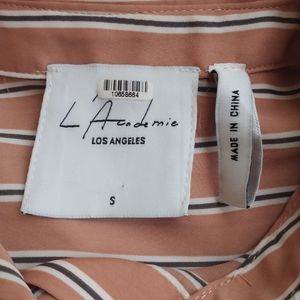 10658664
L'Academie
LOS ANGELES
S
MADE IN CHINA